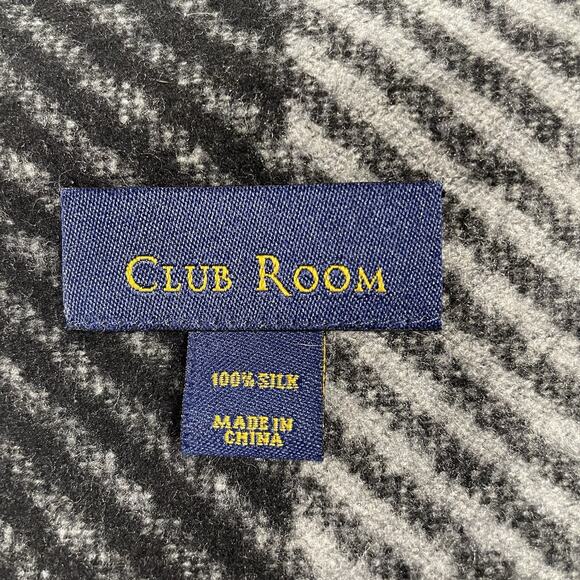 CLUB ROOM
100% SILK
MADE IN
CHINA